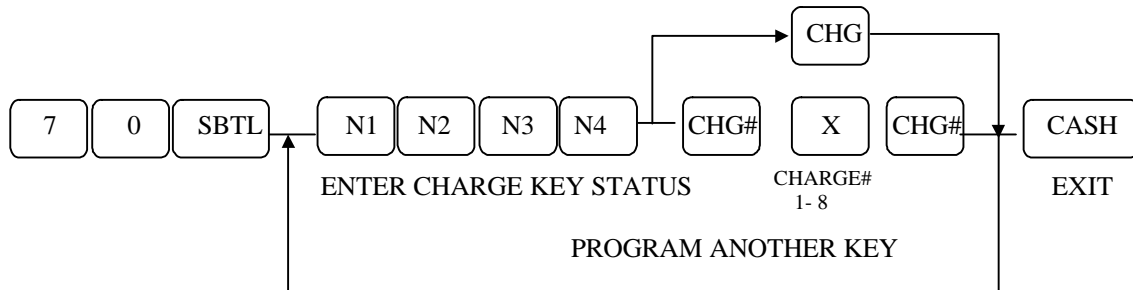 CHG
7 0 SBTL N1 N2 N3 N4 CHG# X CHG# CASH
ENTER CHARGE KEY STATUS CHARGE# EXIT
1- 8
PROGRAM ANOTHER KEY